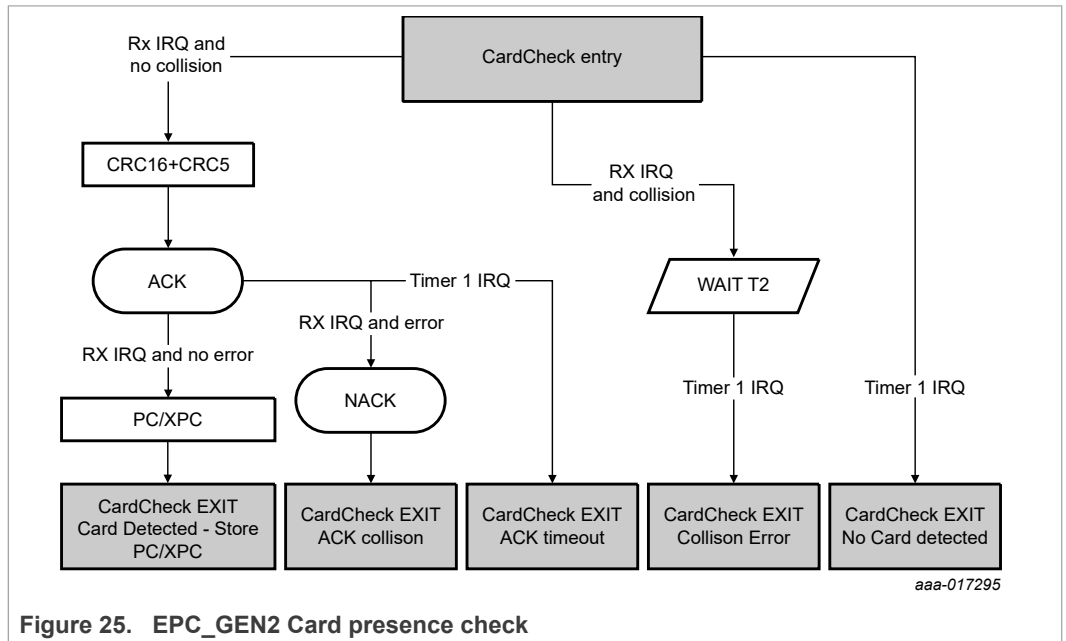 Rx IRQ and
no collision
CardCheck entry
CRC16+CRC5
RX IRQ
and collision
ACK
Timer 1 IRQ
WAIT T2
RX IRQ and error
RX IRQ and no error
NACK
Timer 1 IRQ
Timer 1 IRQ
PC/XPC
CardCheck EXIT
Card Detected - Store
PC/XPC
CardCheck EXIT
ACK collison
CardCheck EXIT
ACK timeout
CardCheck EXIT
Collison Error
CardCheck EXIT
No Card detected
aaa-017295
Figure 25. EPC_GEN2 Card presence check